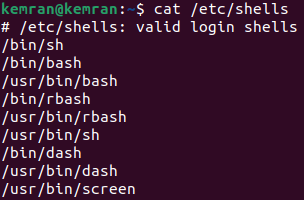 kemran@kemran:~$ cat /etc/shells
# /etc/shells: valid login shells
/bin/sh
/bin/bash
/usr/bin/bash
/bin/rbash
/usr/bin/rbash
/usr/bin/sh
/bin/dash
/usr/bin/dash
/usr/bin/screen